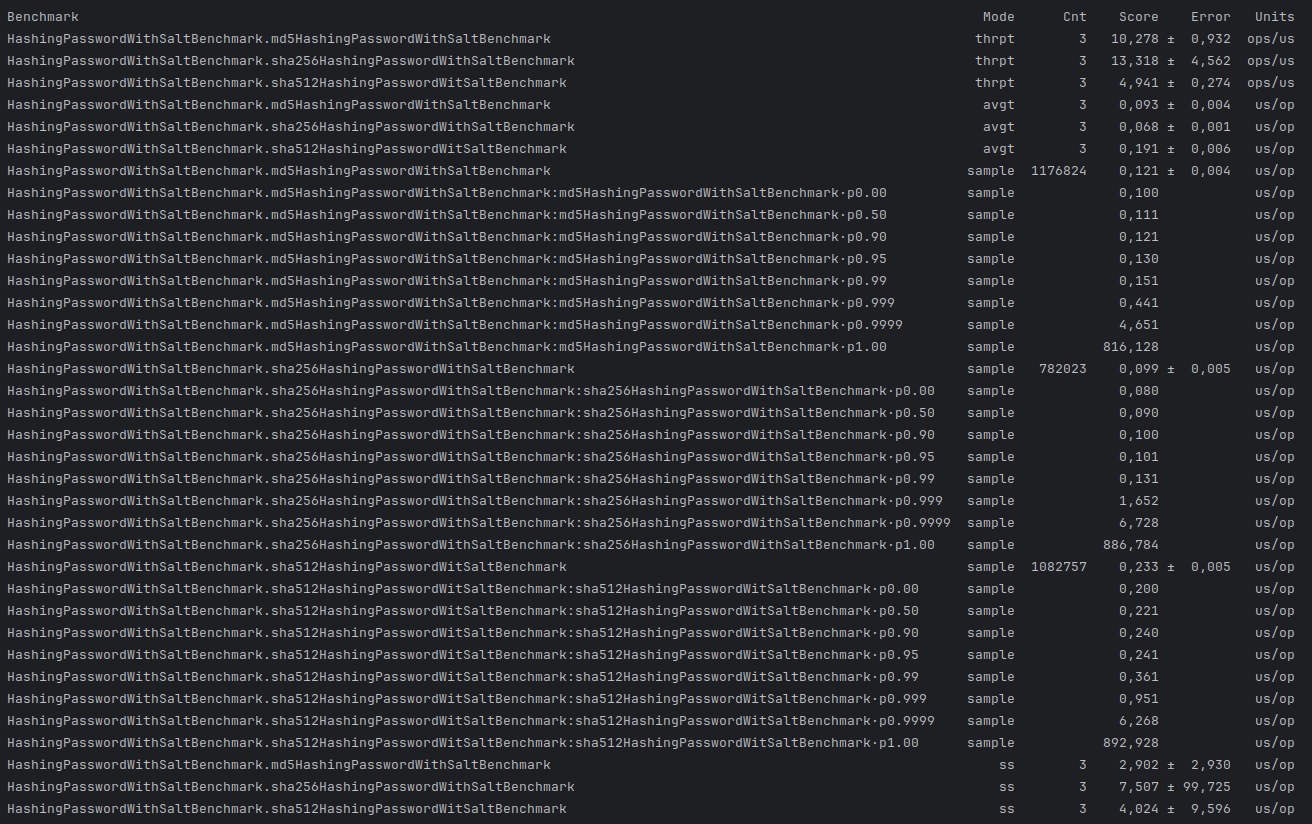 Benchmark Mode Cnt Score Error Units
HashingPasswordWithSaltBenchmark.md5HashingPasswordWithSaltBenchmark thrpt 3 10,278 ± 0,932 ops/us
HashingPasswordWithSaltBenchmark.sha256HashingPasswordWithSaltBenchmark thrpt 3 13,318 ± 4,562 ops/us
HashingPasswordWithSaltBenchmark.sha512HashingPasswordWitSaltBenchmark thrpt 3 4,941 ± 0,274 ops/us
HashingPasswordWithSaltBenchmark.md5HashingPasswordWithSaltBenchmark avgt 3 0,093 ± 0,004 us/op
HashingPasswordWithSaltBenchmark.sha256HashingPasswordWithSaltBenchmark avgt 3 0,068 ± 0,001 us/op
HashingPasswordWithSaltBenchmark.sha512HashingPasswordWitSaltBenchmark avgt 3 0,191 ± 0,006 us/op
HashingPasswordWithSaltBenchmark.md5HashingPasswordWithSaltBenchmark sample 1176824 0,121 ± 0,004 us/op
HashingPasswordWithSaltBenchmark.md5HashingPasswordWithSaltBenchmark:md5HashingPasswordWithSaltBenchmark·p0.00 sample 0,100 us/op
HashingPasswordWithSaltBenchmark.md5HashingPasswordWithSaltBenchmark:md5HashingPasswordWithSaltBenchmark·p0.50 sample 0,111 us/op
HashingPasswordWithSaltBenchmark.md5HashingPasswordWithSaltBenchmark:md5HashingPasswordWithSaltBenchmark·p0.90 sample 0,121 us/op
HashingPasswordWithSaltBenchmark.md5HashingPasswordWithSaltBenchmark:md5HashingPasswordWithSaltBenchmark·p0.95 sample 0,130 us/op
HashingPasswordWithSaltBenchmark.md5HashingPasswordWithSaltBenchmark:md5HashingPasswordWithSaltBenchmark·p0.99 sample 0,151 us/op
HashingPasswordWithSaltBenchmark.md5HashingPasswordWithSaltBenchmark:md5HashingPasswordWithSaltBenchmark·p0.999 sample 0,441 us/op
HashingPasswordWithSaltBenchmark.md5HashingPasswordWithSaltBenchmark:md5HashingPasswordWithSaltBenchmark·p0.9999 sample 4,651 us/op
HashingPasswordWithSaltBenchmark.md5HashingPasswordWithSaltBenchmark:md5HashingPasswordWithSaltBenchmark·p1.00 sample 816,128 us/op
HashingPasswordWithSaltBenchmark.sha256HashingPasswordWithSaltBenchmark sample 782023 0,099 ± 0,005 us/op
HashingPasswordWithSaltBenchmark.sha256HashingPasswordWithSaltBenchmark:sha256HashingPasswordWithSaltBenchmark·p0.00 sample 0,080 us/op
HashingPasswordWithSaltBenchmark.sha256HashingPasswordWithSaltBenchmark:sha256HashingPasswordWithSaltBenchmark·p0.50 sample 0,090 us/op
HashingPasswordWithSaltBenchmark.sha256HashingPasswordWithSaltBenchmark:sha256HashingPasswordWithSaltBenchmark·p0.90 sample 0,100 us/op
HashingPasswordWithSaltBenchmark.sha256HashingPasswordWithSaltBenchmark:sha256HashingPasswordWithSaltBenchmark·p0.95 sample 0,101 us/op
HashingPasswordWithSaltBenchmark.sha256HashingPasswordWithSaltBenchmark:sha256HashingPasswordWithSaltBenchmark·p0.99 sample 0,131 us/op
HashingPasswordWithSaltBenchmark.sha256HashingPasswordWithSaltBenchmark:sha256HashingPasswordWithSaltBenchmark·p0.999 sample 1,652 us/op
HashingPasswordWithSaltBenchmark.sha256HashingPasswordWithSaltBenchmark:sha256HashingPasswordWithSaltBenchmark·p0.9999 sample 6,728 us/op
HashingPasswordWithSaltBenchmark.sha256HashingPasswordWithSaltBenchmark:sha256HashingPasswordWithSaltBenchmark·p1.00 sample 886,784 us/op
HashingPasswordWithSaltBenchmark.sha512HashingPasswordWitSaltBenchmark sample 1082757 0,233 ± 0,005 us/op
HashingPasswordWithSaltBenchmark.sha512HashingPasswordWitSaltBenchmark:sha512HashingPasswordWitSaltBenchmark·p0.00 sample 0,200 us/op
HashingPasswordWithSaltBenchmark.sha512HashingPasswordWitSaltBenchmark:sha512HashingPasswordWitSaltBenchmark·p0.50 sample 0,221 us/op
HashingPasswordWithSaltBenchmark.sha512HashingPasswordWitSaltBenchmark:sha512HashingPasswordWitSaltBenchmark·p0.90 sample 0,240 us/op
HashingPasswordWithSaltBenchmark.sha512HashingPasswordWitSaltBenchmark:sha512HashingPasswordWitSaltBenchmark·p0.95 sample 0,241 us/op
HashingPasswordWithSaltBenchmark.sha512HashingPasswordWitSaltBenchmark:sha512HashingPasswordWitSaltBenchmark·p0.99 sample 0,361 us/op
HashingPasswordWithSaltBenchmark.sha512HashingPasswordWitSaltBenchmark:sha512HashingPasswordWitSaltBenchmark·p0.999 sample 0,951 us/op
HashingPasswordWithSaltBenchmark.sha512HashingPasswordWitSaltBenchmark:sha512HashingPasswordWitSaltBenchmark·p0.9999 sample 6,268 us/op
HashingPasswordWithSaltBenchmark.sha512HashingPasswordWitSaltBenchmark:sha512HashingPasswordWitSaltBenchmark·p1.00 sample 892,928 us/op
HashingPasswordWithSaltBenchmark.md5HashingPasswordWithSaltBenchmark ss 3 2,902 ± 2,930 us/op
HashingPasswordWithSaltBenchmark.sha256HashingPasswordWithSaltBenchmark ss 3 7,507 ± 99,725 us/op
HashingPasswordWithSaltBenchmark.sha512HashingPasswordWitSaltBenchmark ss 3 4,024 ± 9,596 us/op